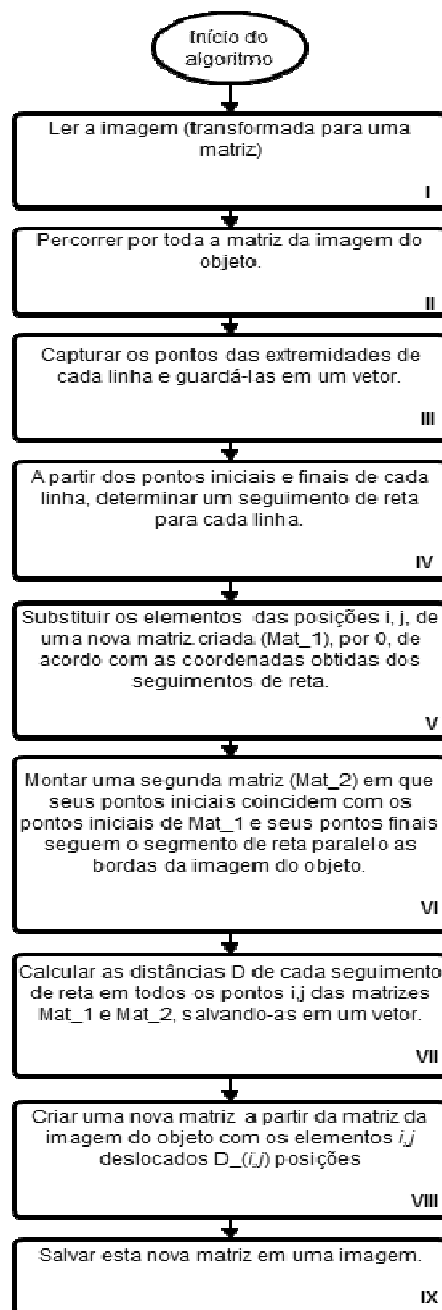 Início do
algoritmo
Ler a imagem (transformada para uma
matriz)
I
Percorrer por toda a matriz da imagem do
objeto.
II
Capturar os pontos das extremidades de
cada linha e guardá-las em um vetor.
III
A partir dos pontos iniciais e finais de cada
linha, determinar um seguimento de reta
para cada linha.
IV
Substituir os elementos das posições i, j, de
uma nova matriz criada (Mat_1), por 0, de
acordo com as coordenadas obtidas dos
seguimentos de reta.
V
Montar uma segunda matriz (Mat_2) em que
seus pontos iniciais coincidem com os
pontos iniciais de Mat_1 e seus pontos finais
seguem o segmento de reta paralelo as
bordas da imagem do objeto.
VI
Calcular as distâncias D de cada seguimento
de reta em todos os pontos i,j das matrizes
Mat_1 e Mat_2, salvando-as em um vetor.
VII
Criar uma nova matriz a partir da matriz da
imagem do objeto com os elementos i,j
deslocados D_(i,j) posições
VIII
Salvar esta nova matriz em uma imagem.
IX